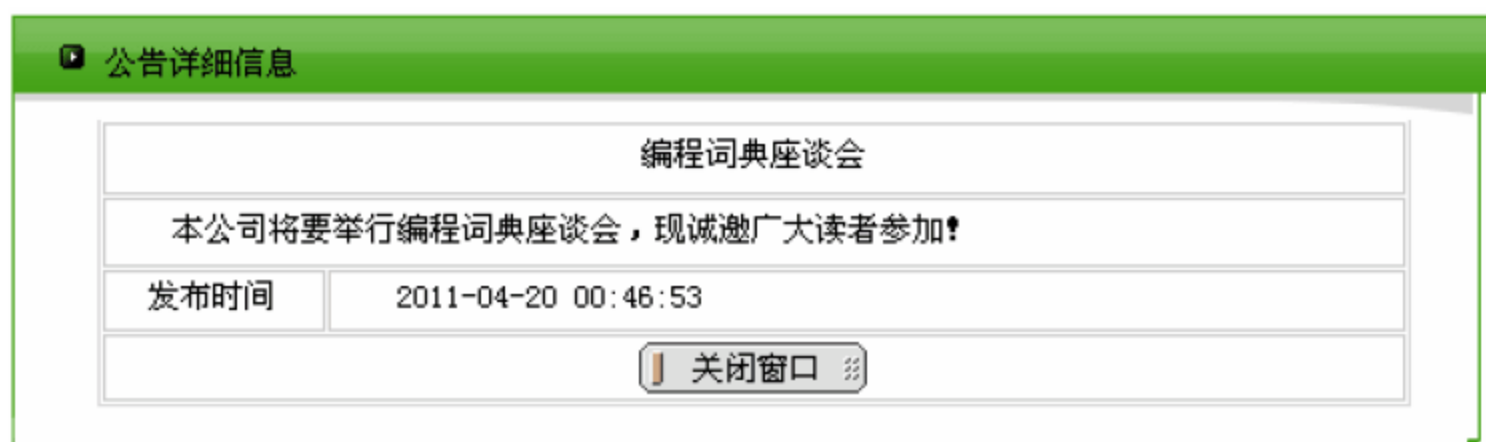 公告详细信息
编程词典座谈会
本公司将要举行编程词典座谈会，现诚邀广大读者参加！
发布时间 2011-04-20 00:46:53
关闭窗口